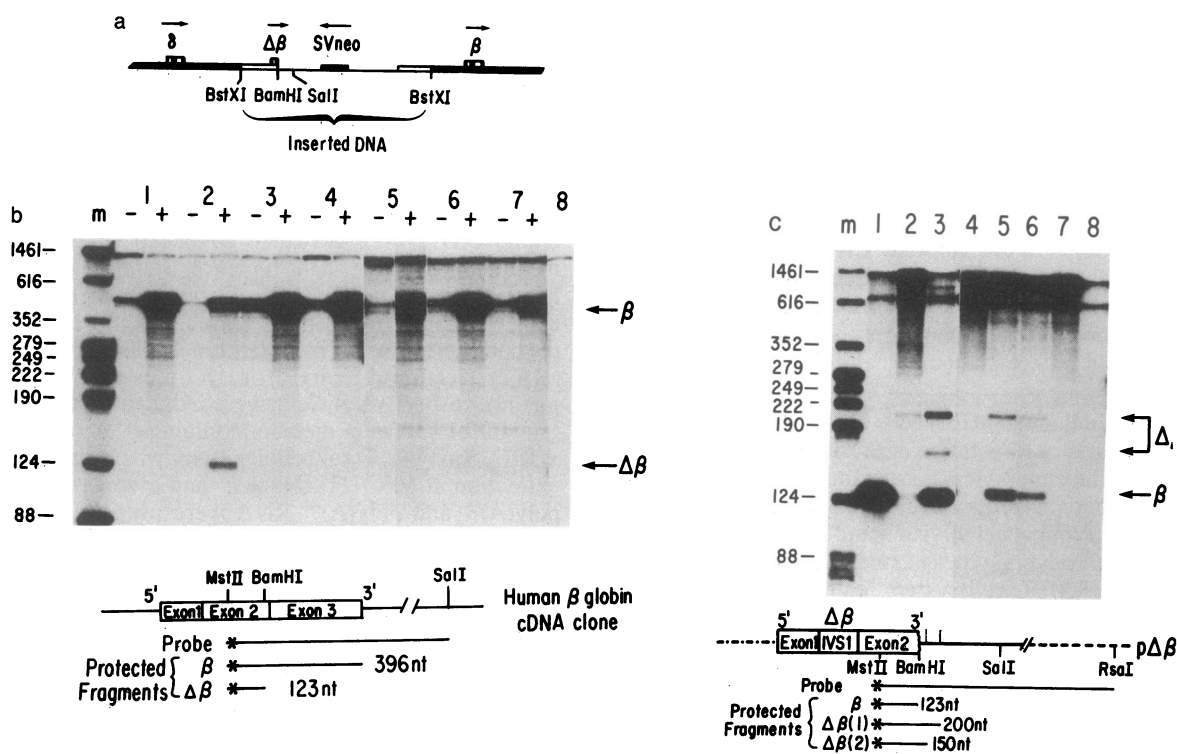 a
δ Δβ SVneo β
BstXI BamHI SalI BstXI
Inserted DNA
b
m 1 2 3 4 5 6 7 8
- + - + - + - + - + - + - +
1461-
616-
352-
279-
249-
222-
190-
124-
88-
β
Δβ
5' MstII BamHI 3' SalI
Exon1 Exon 2 Exon 3
Human β globin
cDNA clone
Probe *
Protected
Fragments
β * 396nt
Δβ * 123nt
c
m 1 2 3 4 5 6 7 8
1461-
616-
352-
279-
249-
222-
190-
124-
88-
Δ
β
5' Δβ 3'
Exon1 IVS1 Exon2
pΔβ
MstII BamHI SalI RsaI
Probe *
Protected
Fragments
β * 123nt
Δβ(1) * 200nt
Δβ(2) * 150nt